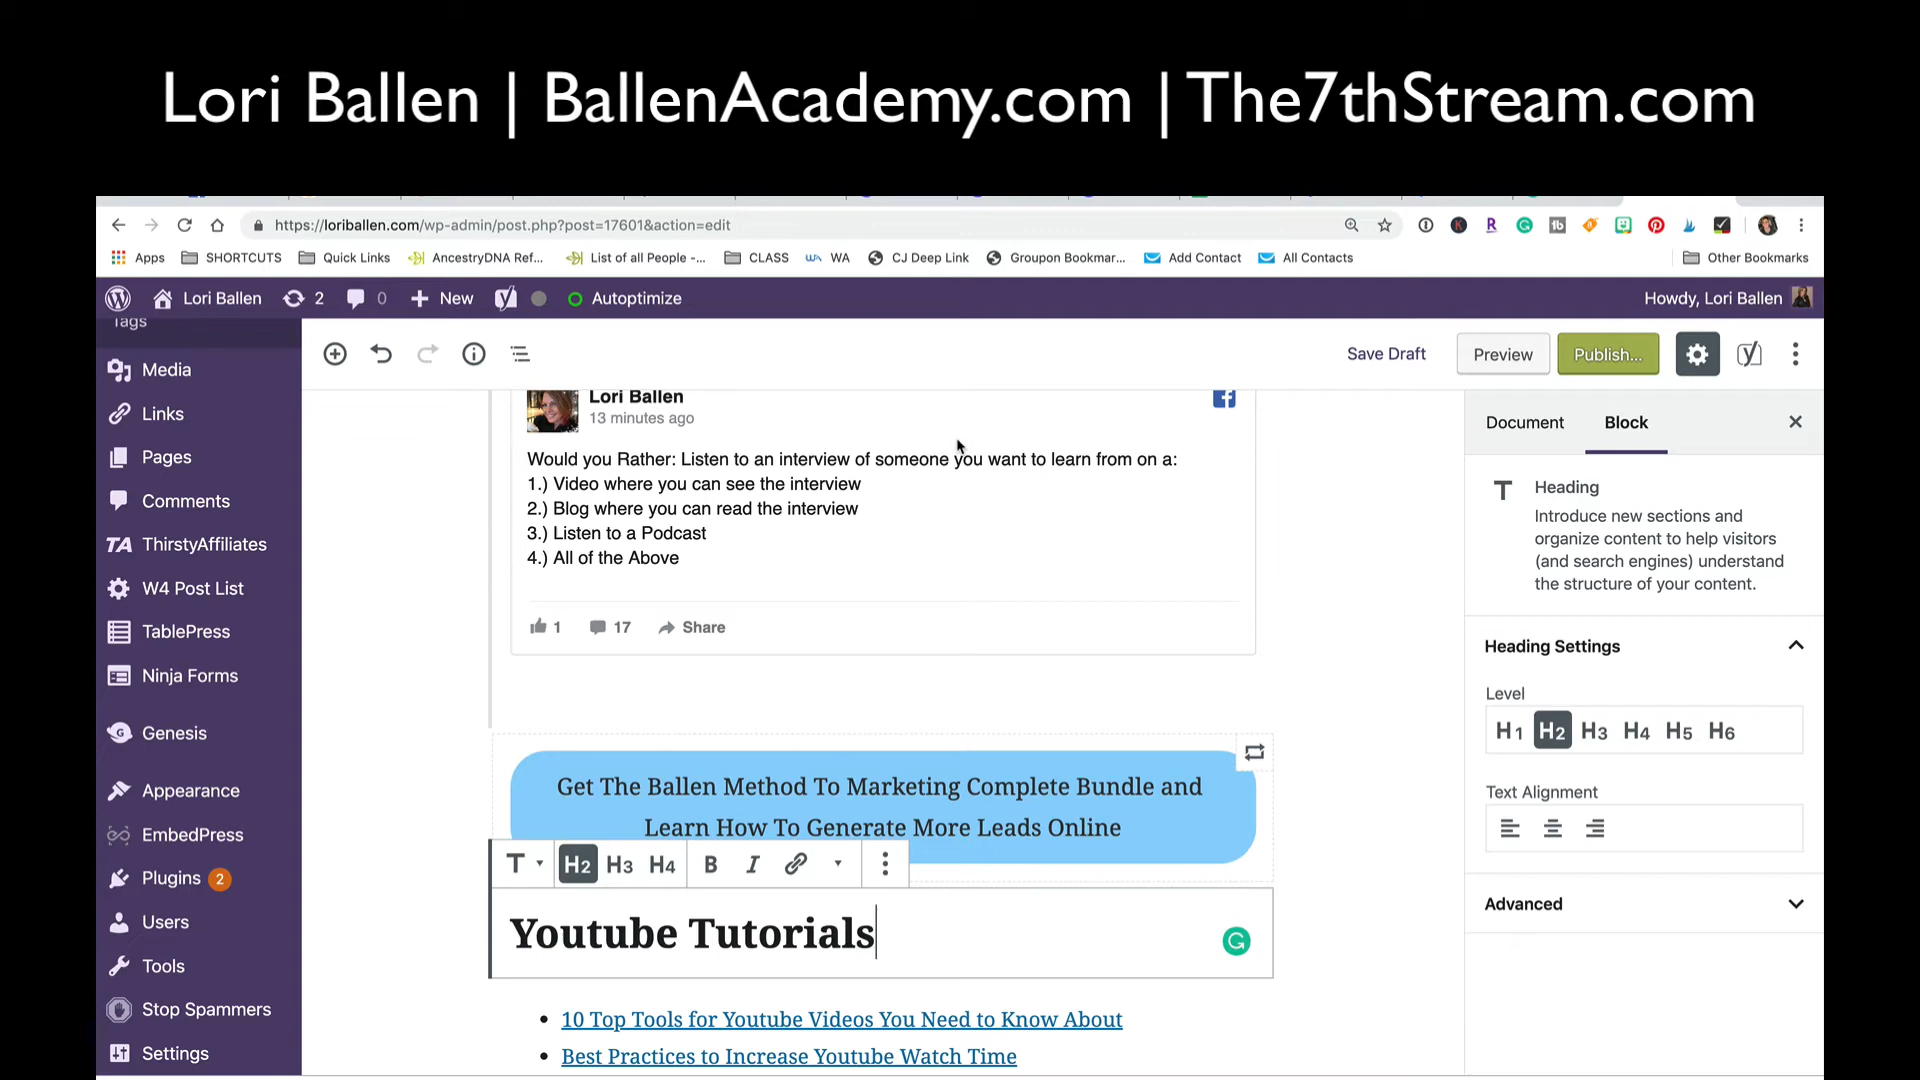 Lori Ballen | BallenAcademy.com | The7thStream.com
https://loriballen.com/wp-admin/post.php?post=17601&action=edit
Apps SHORTCUTS Quick Links AncestryDNA Ref... List of all People -... CLASS WA CJ Deep Link Groupon Bookmar... Add Contact All Contacts Other Bookmarks
Lori Ballen 2 0 New Autoptimize Howdy, Lori Ballen
Tags
Media
Links
Pages
Comments
TA ThirstyAffiliates
W4 Post List
TablePress
Ninja Forms
Genesis
Appearance
EmbedPress
Plugins 2
Users
Tools
Stop Spammers
Settings
Save Draft Preview Publish...
Lori Ballen
13 minutes ago
Would you Rather: Listen to an interview of someone you want to learn from on a:
1.) Video where you can see the interview
2.) Blog where you can read the interview
3.) Listen to a Podcast
4.) All of the Above
1 17 Share
Get The Ballen Method To Marketing Complete Bundle and
Learn How To Generate More Leads Online
T H2 H3 H4 B I
Youtube Tutorials
• 10 Top Tools for Youtube Videos You Need to Know About
• Best Practices to Increase Youtube Watch Time
Document Block
T Heading
Introduce new sections and
organize content to help visitors
(and search engines) understand
the structure of your content.
Heading Settings
Level
H1 H2 H3 H4 H5 H6
Text Alignment
Advanced